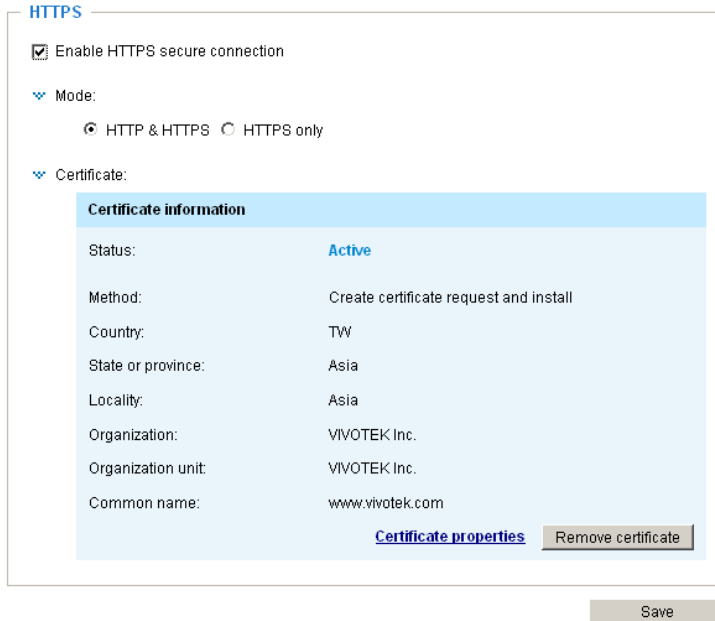 HTTPS
Enable HTTPS secure connection
Mode:
HTTP & HTTPS HTTPS only
Certificate:
Certificate information
Status: Active
Method: Create certificate request and install
Country: TW
State or province: Asia
Locality: Asia
Organization: VIVOTEK Inc.
Organization unit: VIVOTEK Inc.
Common name: www.vivotek.com
Certificate properties Remove certificate
Save